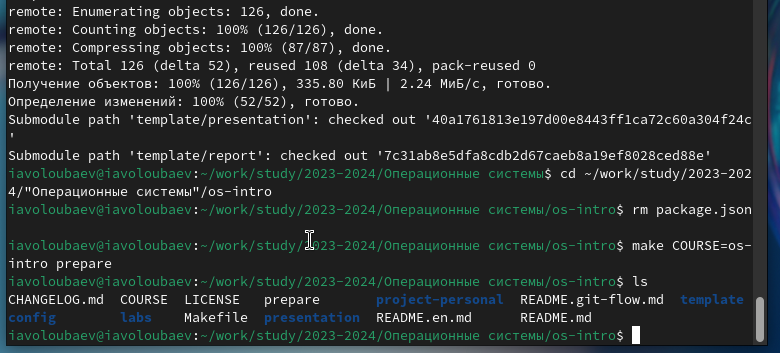 remote: Enumerating objects: 126, done.
remote: Counting objects: 100% (126/126), done.
remote: Compressing objects: 100% (87/87), done.
remote: Total 126 (delta 52), reused 108 (delta 34), pack-reused 0
Получение объектов: 100% (126/126), 335.80 КиБ | 2.24 МиБ/с, готово.
Определение изменений: 100% (52/52), готово.
Submodule path 'template/presentation': checked out '40a1761813e197d00e8443ff1ca72c60a304f24c
'
Submodule path 'template/report': checked out '7c31ab8e5dfa8cdb2d67caeb8a19ef8028ced88e'
iavoloubaev@iavoloubaev:~/work/study/2023-2024/Операционные системы$ cd ~/work/study/2023-202
4/"Операционные системы"/os-intro
iavoloubaev@iavoloubaev:~/work/study/2023-2024/Операционные системы/os-intro$ rm package.json
iavoloubaev@iavoloubaev:~/work/study/2023-2024/Операционные системы/os-intro$ make COURSE=os-
intro prepare
iavoloubaev@iavoloubaev:~/work/study/2023-2024/Операционные системы/os-intro$ ls
CHANGELOG.md COURSE LICENSE prepare project-personal README.git-flow.md template
config labs Makefile presentation README.en.md README.md
iavoloubaev@iavoloubaev:~/work/study/2023-2024/Операционные системы/os-intro$